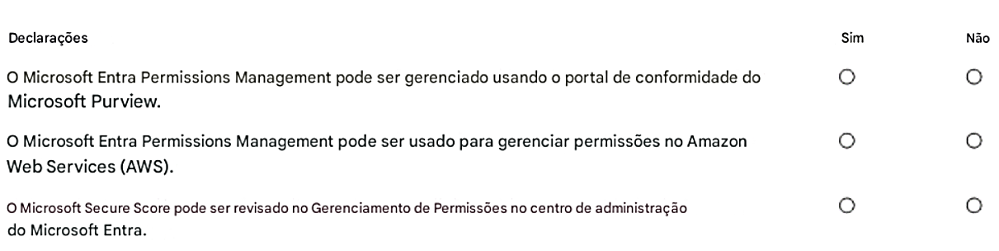 Declarações Sim Não
O Microsoft Entra Permissions Management pode ser gerenciado usando o portal de conformidade do
Microsoft Purview.
O Microsoft Entra Permissions Management pode ser usado para gerenciar permissões no Amazon
Web Services (AWS).
O Microsoft Secure Score pode ser revisado no Gerenciamento de Permissões no centro de administração
do Microsoft Entra.